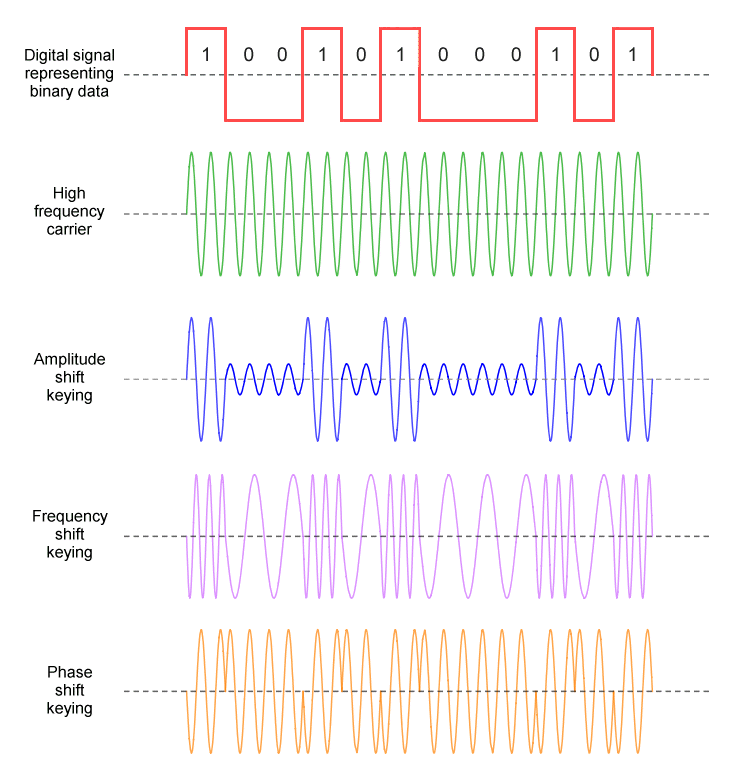 Digital signal
representing
binary data
1 0 0 1 0 1 0 0 0 1 0 1
High
frequency
carrier
Amplitude
shift
keying
Frequency
shift
keying
Phase
shift
keying